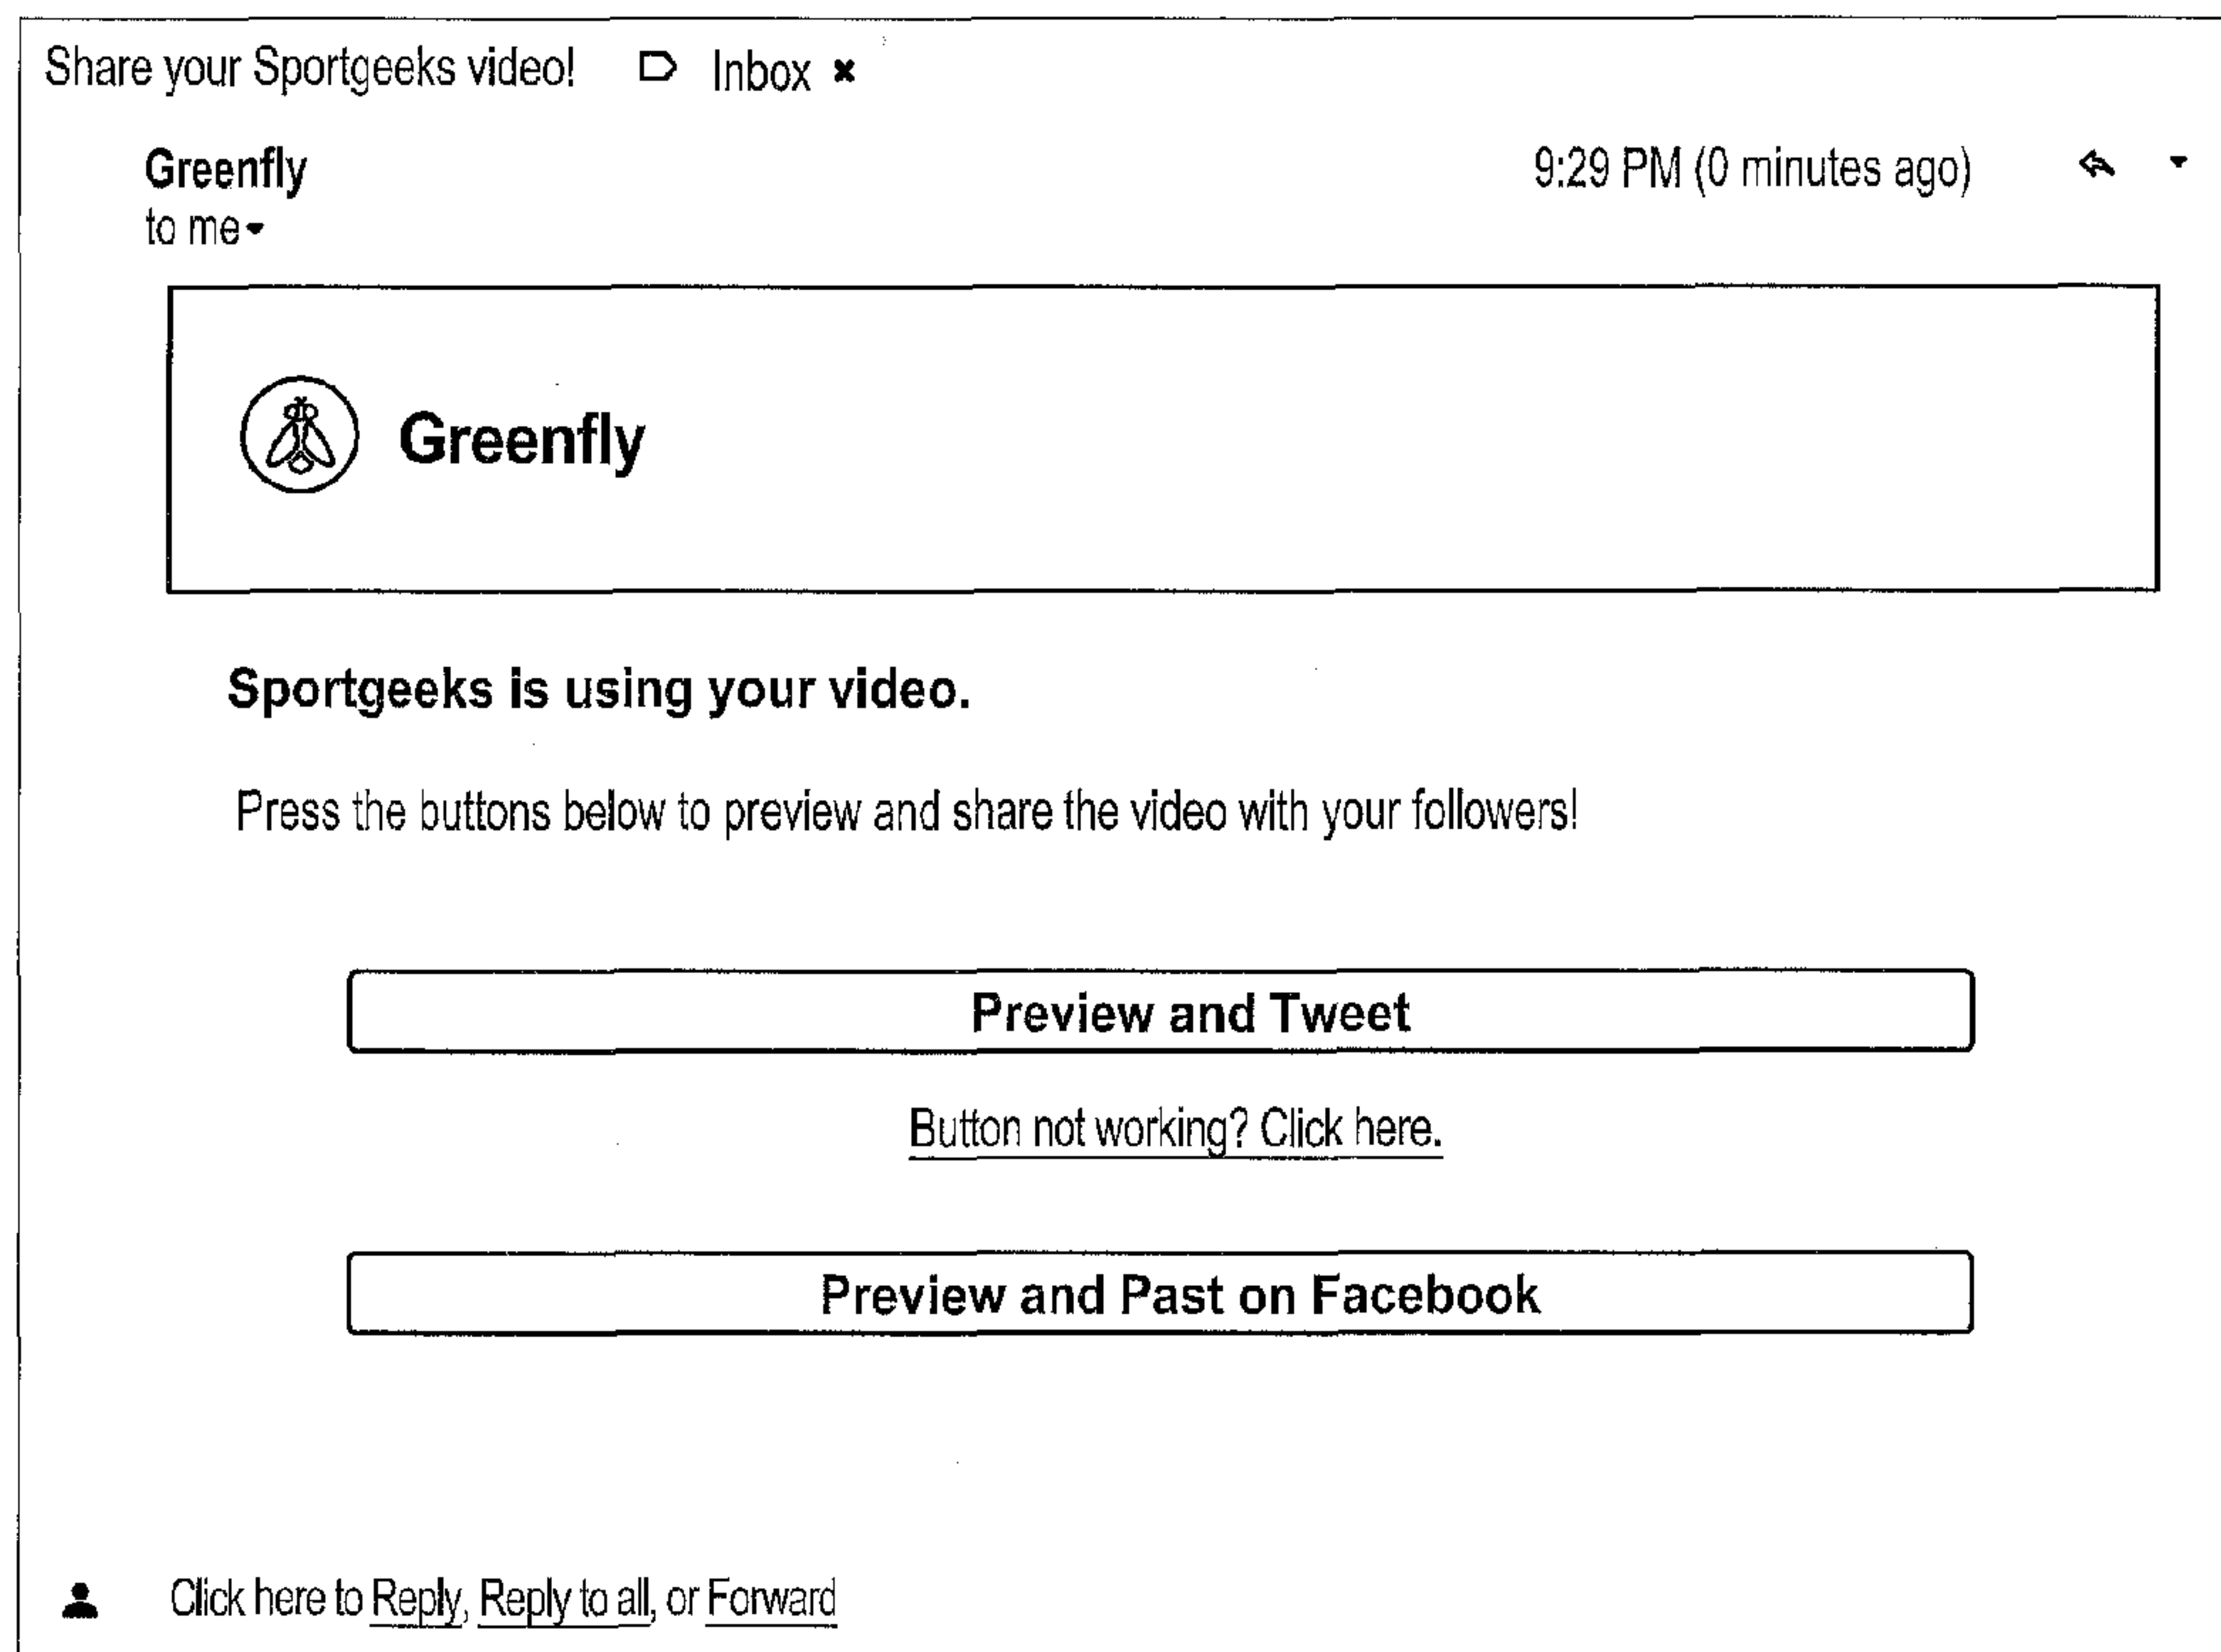 Share your Sportgeeks video! Inbox ×
Greenfly 9:29 PM (0 minutes ago)
to me
Greenfly
Sportgeeks is using your video.
Press the buttons below to preview and share the video with your followers!
Preview and Tweet
Button not working? Click here.
Preview and Past on Facebook
Click here to Reply, Reply to all, or Forward